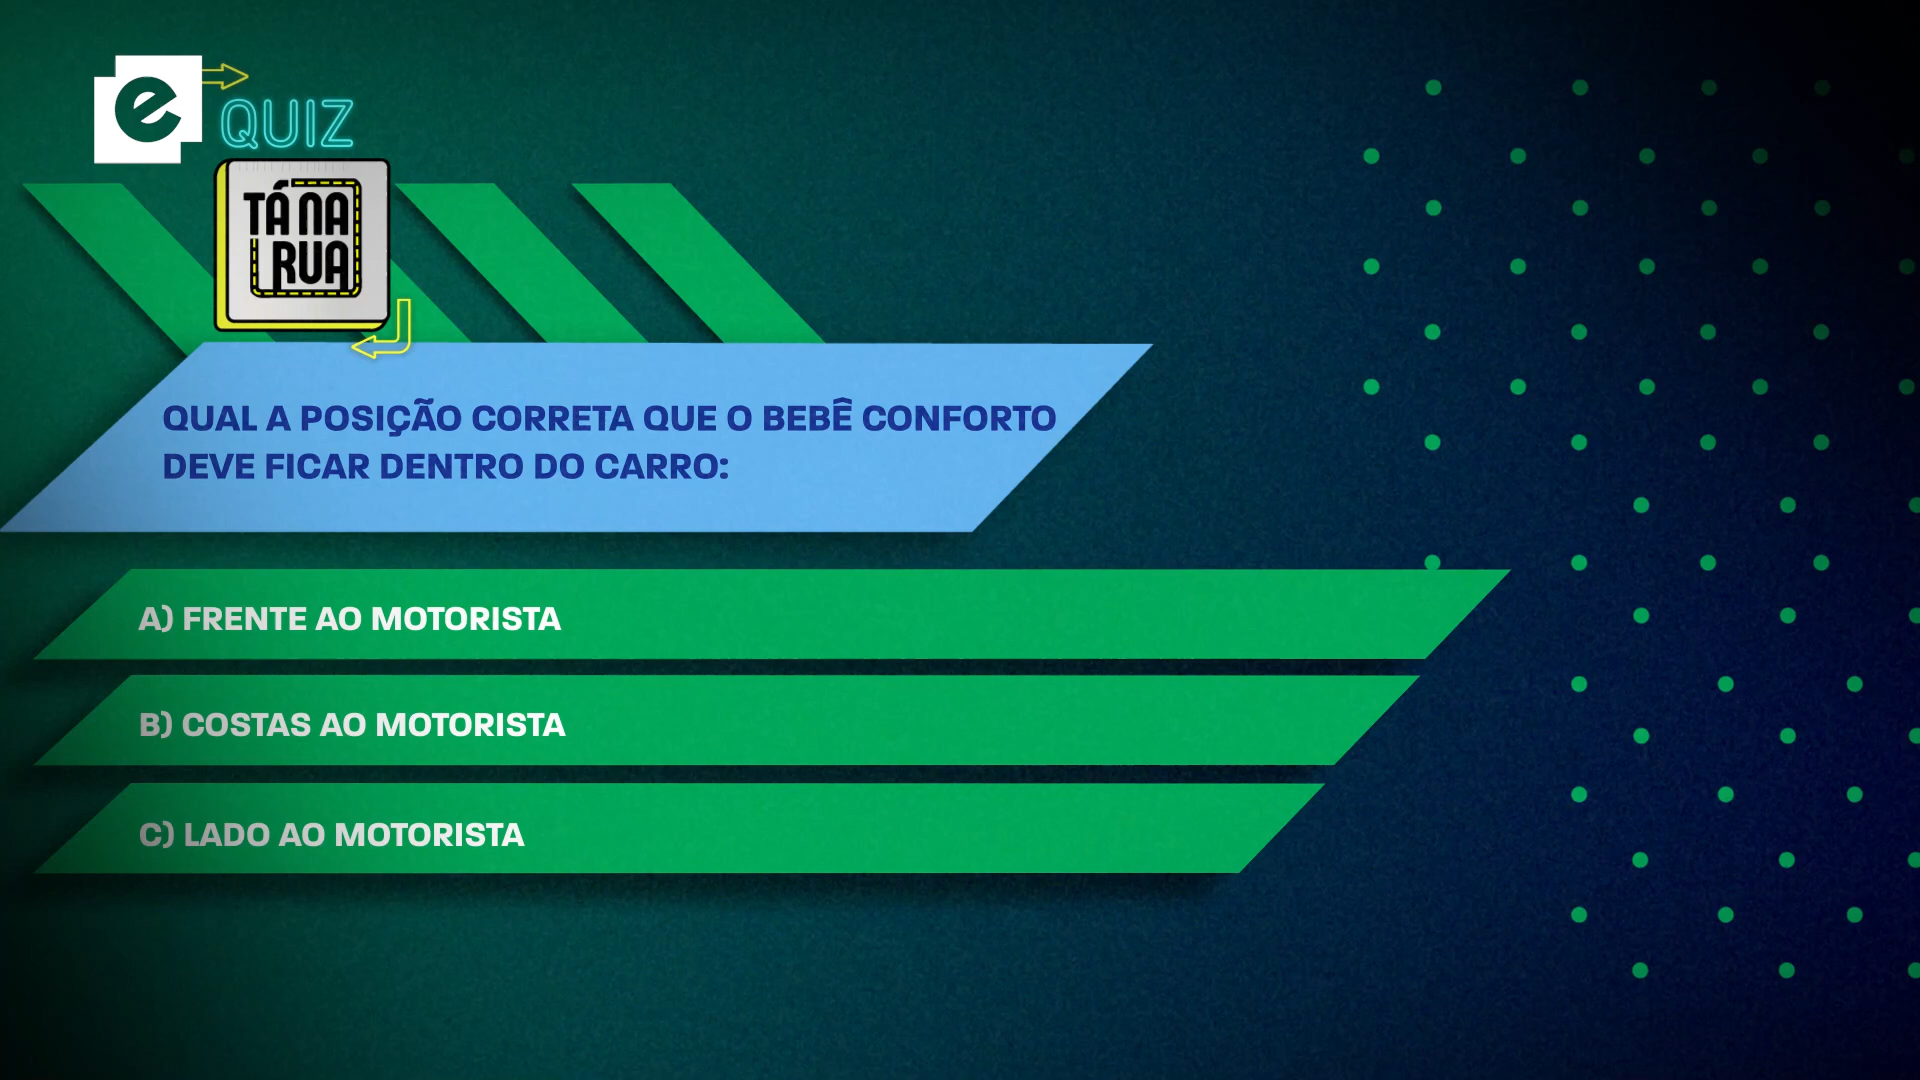 e
QUIZ
TÁ NA
RUA
QUAL A POSIÇÃO CORRETA QUE O BEBÊ CONFORTO
DEVE FICAR DENTRO DO CARRO:
A) FRENTE AO MOTORISTA
B) COSTAS AO MOTORISTA
C) LADO AO MOTORISTA